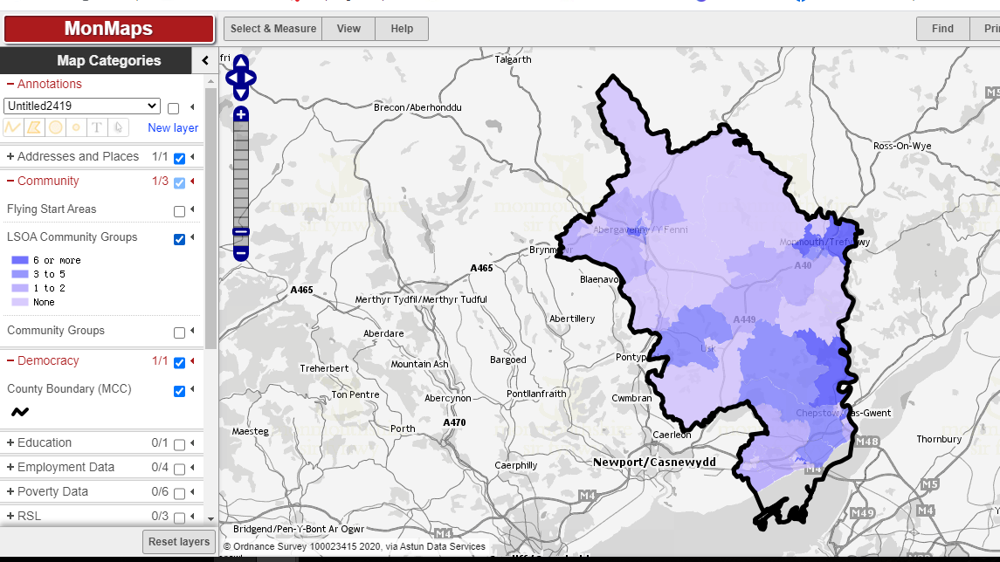 MonMaps
Select & Measure
View
Help
Find
Map Categories
Annotations
Untitled2419
T
New layer
Addresses and Places 1/1
Community 1/3
Flying Start Areas
LSOA Community Groups
6 or more
3 to 5
1 to 2
None
Community Groups
Democracy 1/1
County Boundary (MCC)
Education 0/1
Employment Data 0/4
Poverty Data 0/6
RSL 0/3
Reset layers
Talgarth
Brecon/Aberhonddu
Ross-On-Wye
Abergavenny/Y Fenni
Monmouth/Trefynwy
A40
A465
A465
Blaenavon
Merthyr Tydfil/Merthyr Tudful
Abertillery
A449
Aberdare
Usk
Treherbert
Mountain Ash
Bargoed
Ton Pentre
Abercynon
Pontllanfraith
Cwmbran
A470
Maesteg
Porth
Caerleon
M48
Thornbury
Newport/Casnewydd
Caerphilly
M4
M5
M4
M49
M4
Bridgend/Pen-Y-Bont Ar Ogwr
M4
© Ordnance Survey 100023415 2020, via Astun Data Services